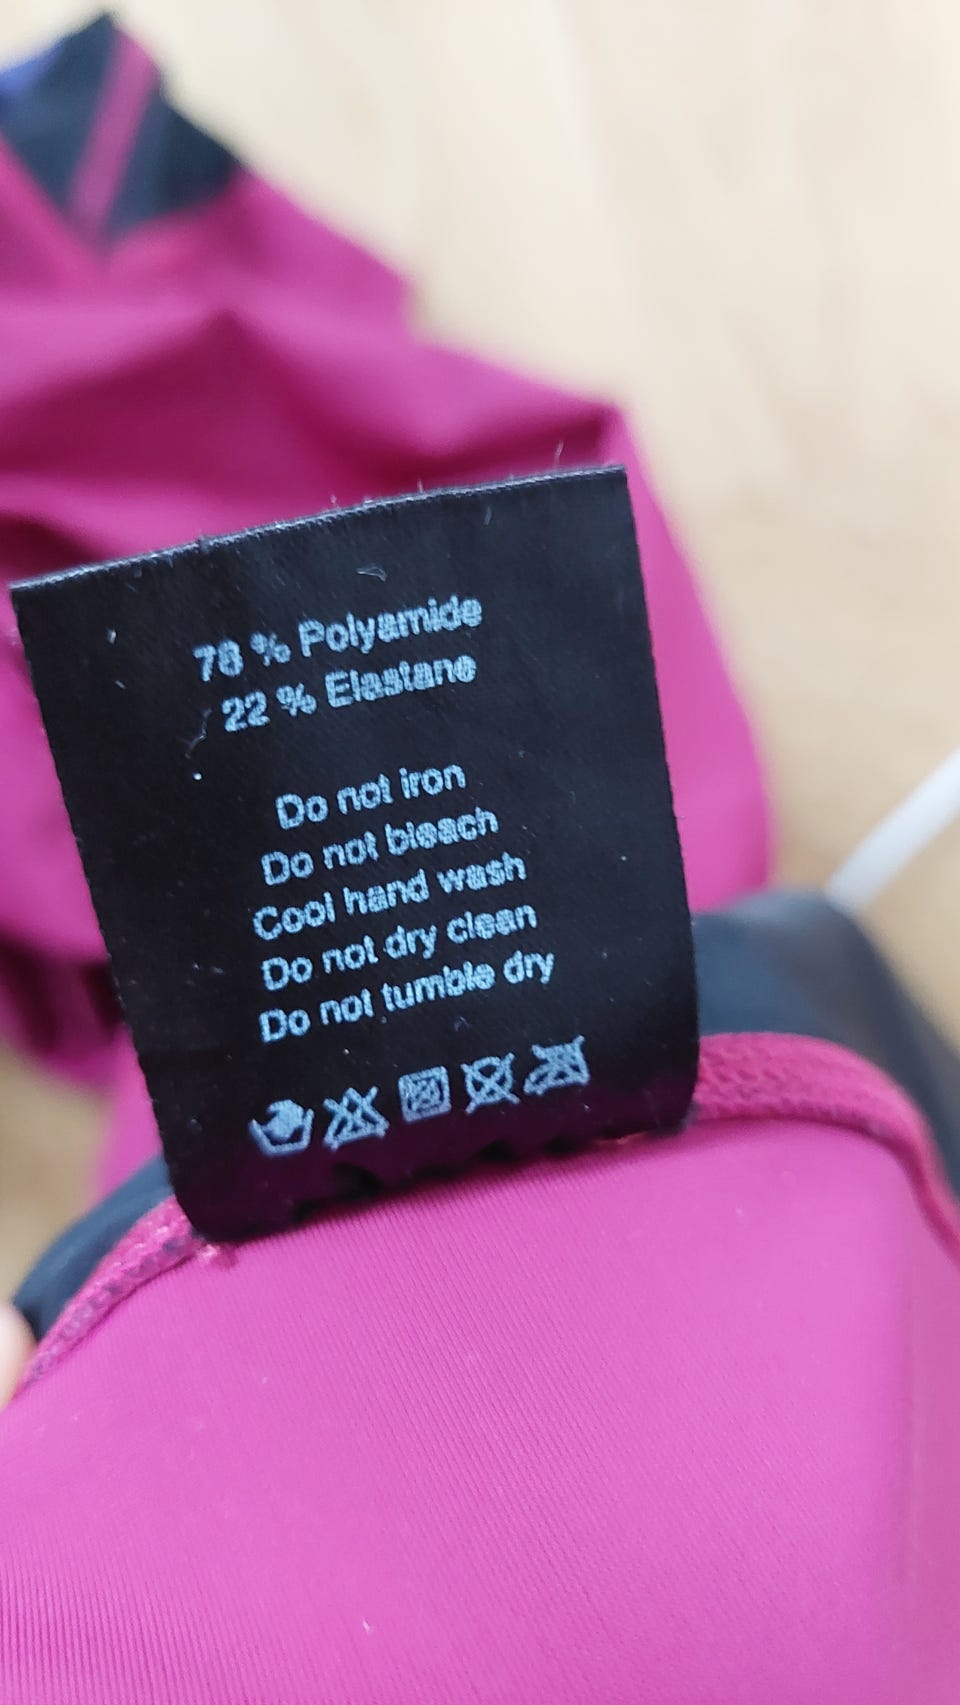 78 % Polyamide
22 % Elastane
Do not iron
Do not bleach
Cool hand wash
Do not dry clean
Do not tumble dry